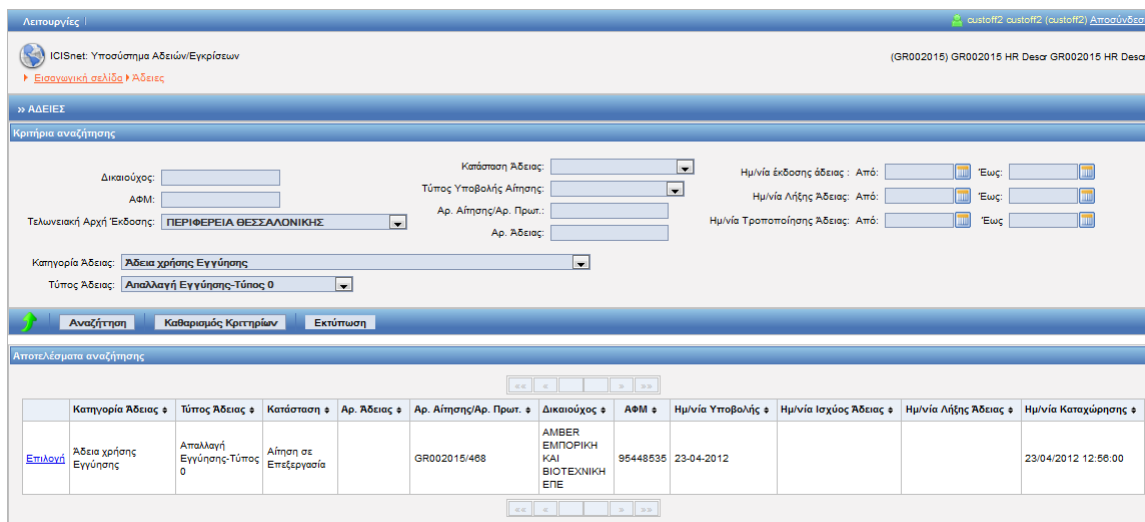 Λειτουργίες
custoff2 custoff2 (custoff2) Αποσύνδεσ
ICISnet: Υποσύστημα Αδειών/Εγκρίσεων
(GR002015) GR002015 HR Descr GR002015 HR Descr
Εισαγωγική σελίδα Άδειες
» ΑΔΕΙΕΣ
Κριτήρια αναζήτησης
Δικαιούχος:
ΑΦΜ:
Τελωνειακή Αρχή Έκδοσης: ΠΕΡΙΦΕΡΕΙΑ ΘΕΣΣΑΛΟΝΙΚΗΣ
Κατάσταση Άδειας:
Τύπος Υποβολής Αίτησης:
Αρ. Αίτησης/Αρ. Πρωτ.:
Αρ. Άδειας:
Ημ/νία έκδοσης άδειας : Από: Έως:
Ημ/νία Λήξης Άδειας: Από: Έως:
Ημ/νία Τροποποίησης Άδειας: Από: Έως
Κατηγορία Άδειας: Άδεια χρήσης Εγγύησης
Τύπος Άδειας: Απαλλαγή Εγγύησης-Τύπος 0
Αναζήτηση Καθαρισμός Κριτηρίων Εκτύπωση
Αποτελέσματα αναζήτησης
<< < > >>
Κατηγορία Άδειας Τύπος Άδειας Κατάσταση Αρ. Άδειας Αρ. Αίτησης/Αρ. Πρωτ. Δικαιούχος ΑΦΜ Ημ/νία Υποβολής Ημ/νία Ισχύος Άδειας Ημ/νία Λήξης Άδειας Ημ/νία Καταχώρησης
Επιλογή
Άδεια χρήσης
Εγγύησης
Απαλλαγή
Εγγύησης-Τύπος
0
Αίτηση σε
Επεξεργασία
GR002015/468
AMBER
ΕΜΠΟΡΙΚΗ
ΚΑΙ
ΒΙΟΤΕΧΝΙΚΗ
ΕΠΕ
95448535
23-04-2012
23/04/2012 12:56:00
<< < > >>